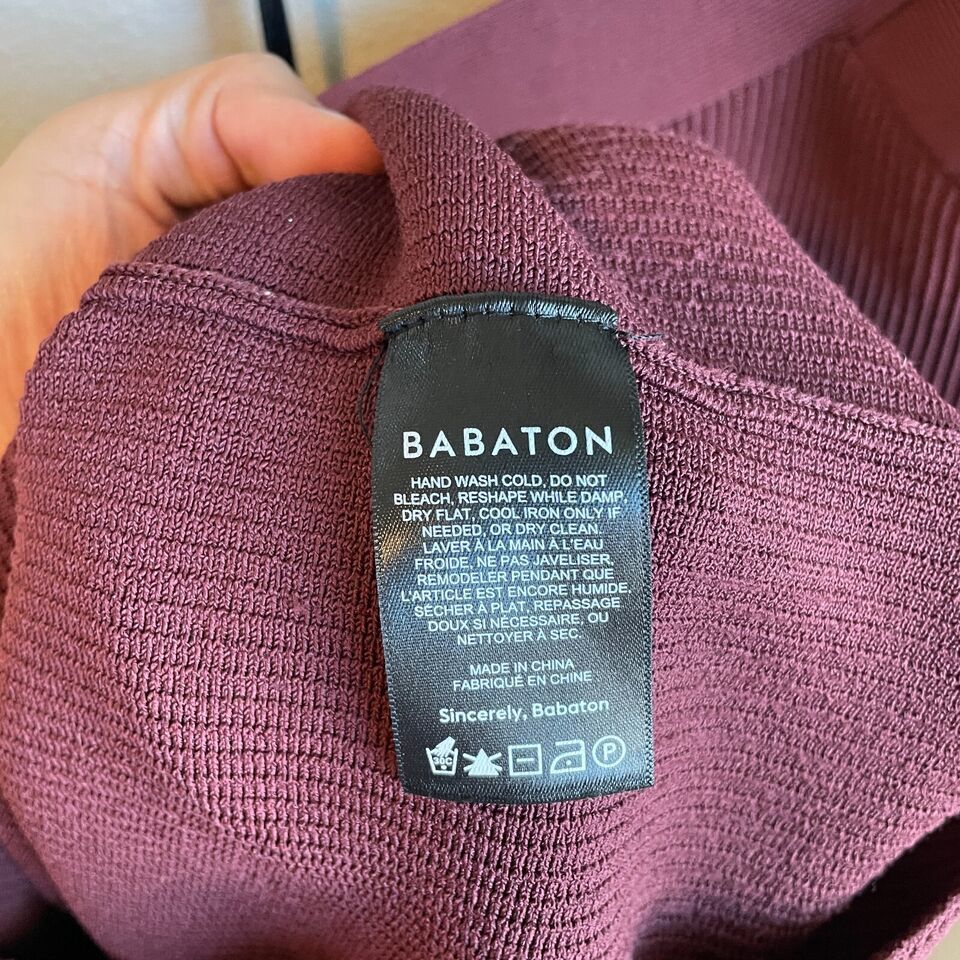 BABATON
HAND WASH COLD, DO NOT
BLEACH, RESHAPE WHILE DAMP,
DRY FLAT, COOL IRON ONLY IF
NEEDED, OR DRY CLEAN.
LAVER À LA MAIN À L'EAU
FROIDE, NE PAS JAVELISER,
REMODELER PENDANT QUE
L'ARTICLE EST ENCORE HUMIDE,
SÉCHER À PLAT, REPASSAGE
DOUX SI NÉCESSAIRE, OU
NETTOYER À SEC.
MADE IN CHINA
FABRIQUÉ EN CHINE
Sincerely, Babaton
30C P